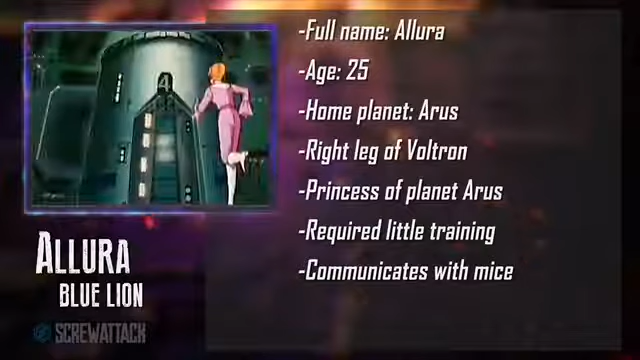 -Full name: Allura
-Age: 25
-Home planet: Arus
-Right leg of Voltron
-Princess of planet Arus
-Required little training
-Communicates with mice
4
ALLURA
BLUE LION
SCREWATTACK